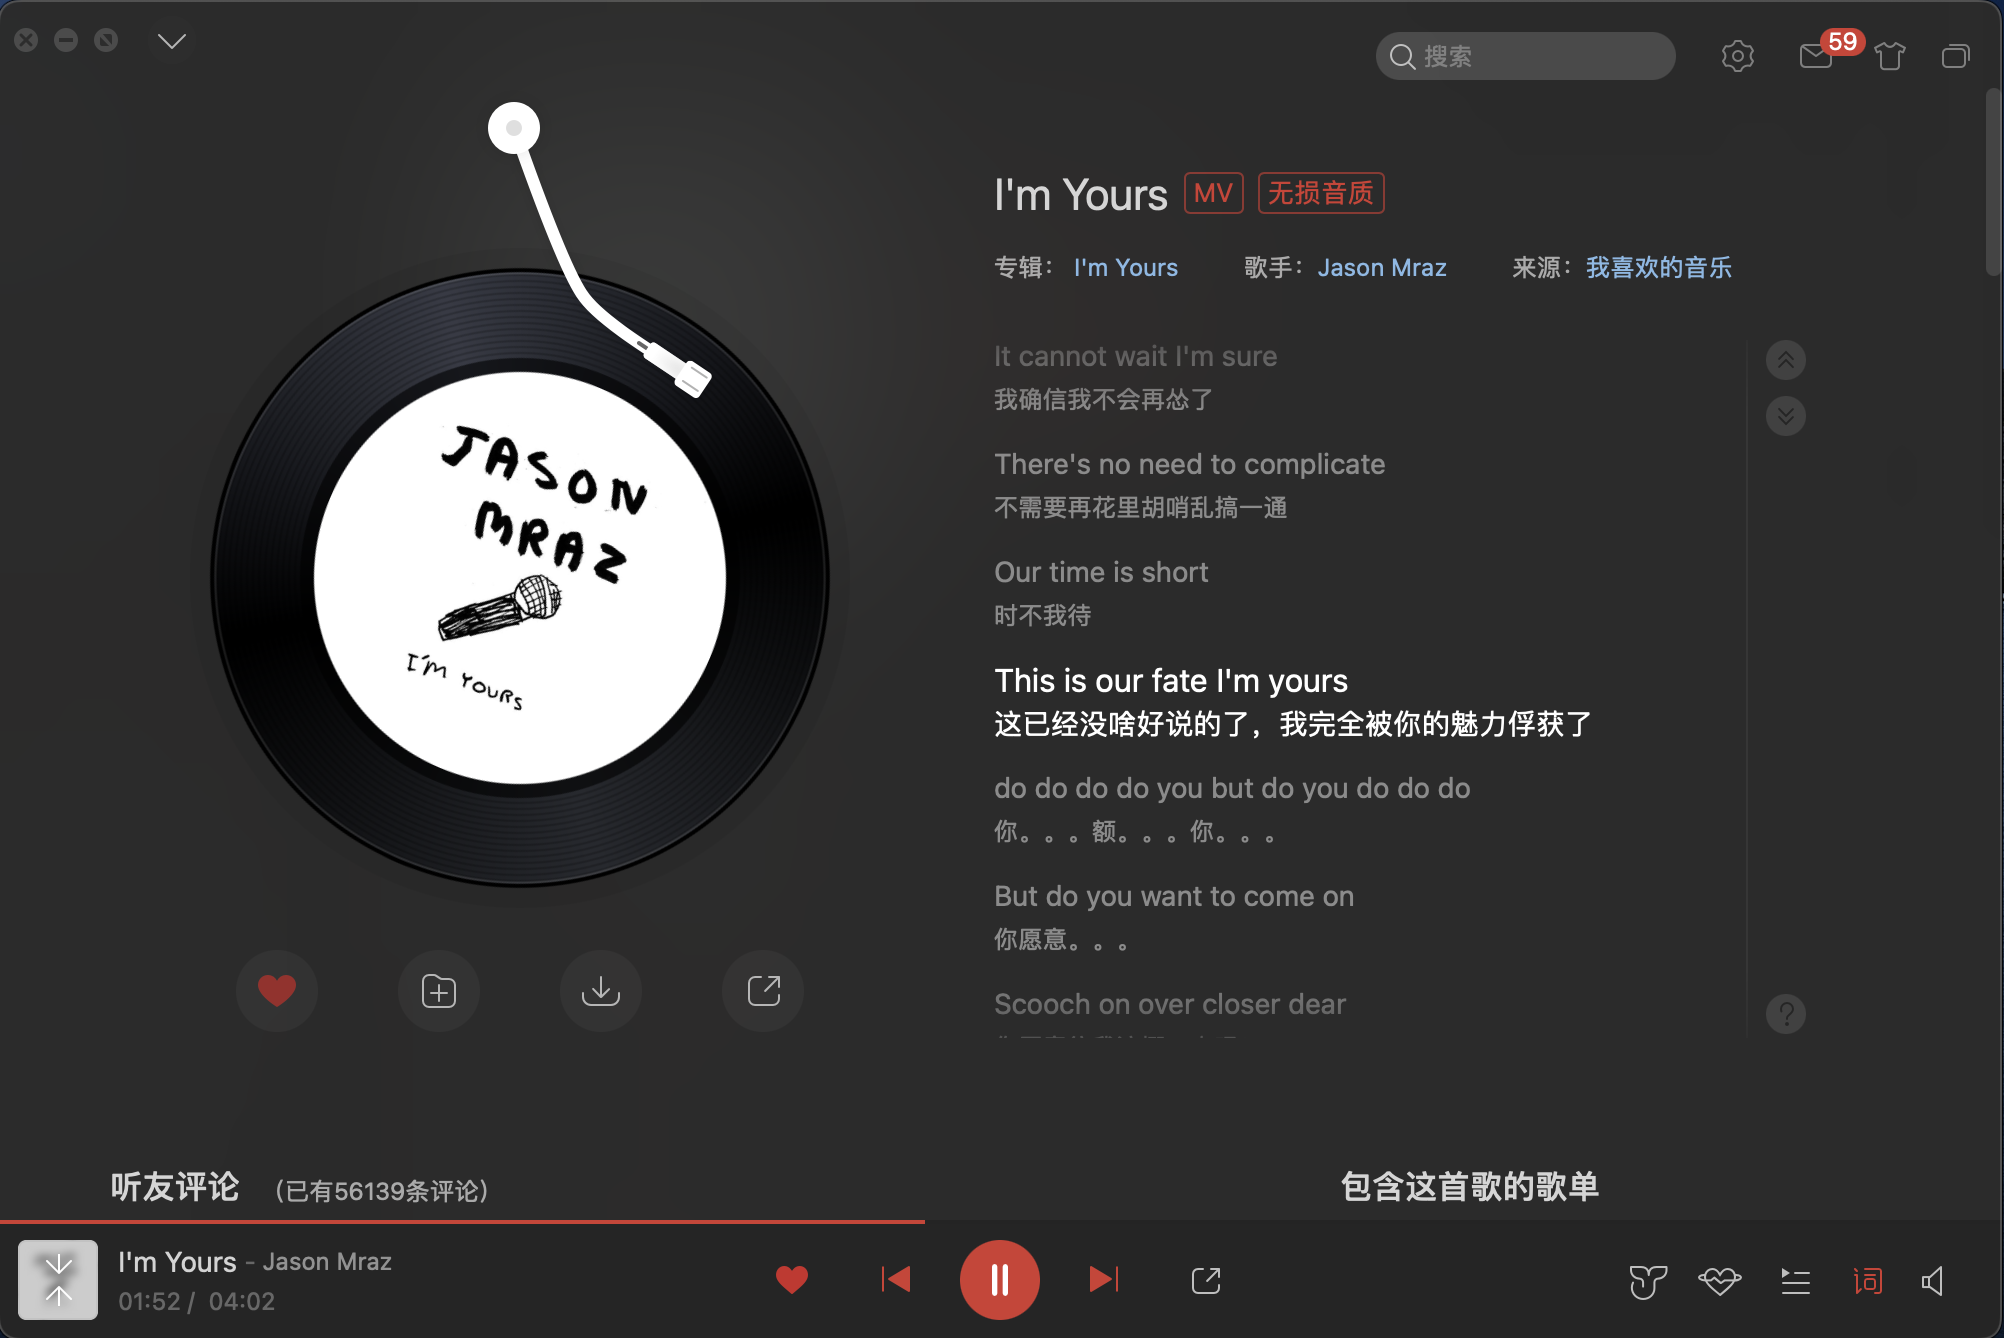 搜索
59
I'm Yours MV 无损音质
专辑： I'm Yours 歌手： Jason Mraz 来源： 我喜欢的音乐
JASON
MRAZ
I'M YOURS
It cannot wait I'm sure
我确信我不会再怂了
There's no need to complicate
不需要再花里胡哨乱搞一通
Our time is short
时不我待
This is our fate I'm yours
这已经没啥好说的了，我完全被你的魅力俘获了
do do do do you but do you do do do
你。。。额。。。你。。。
But do you want to come on
你愿意。。。
Scooch on over closer dear
听友评论 （已有56139条评论）
包含这首歌的歌单
I'm Yours - Jason Mraz
01:52 / 04:02
词